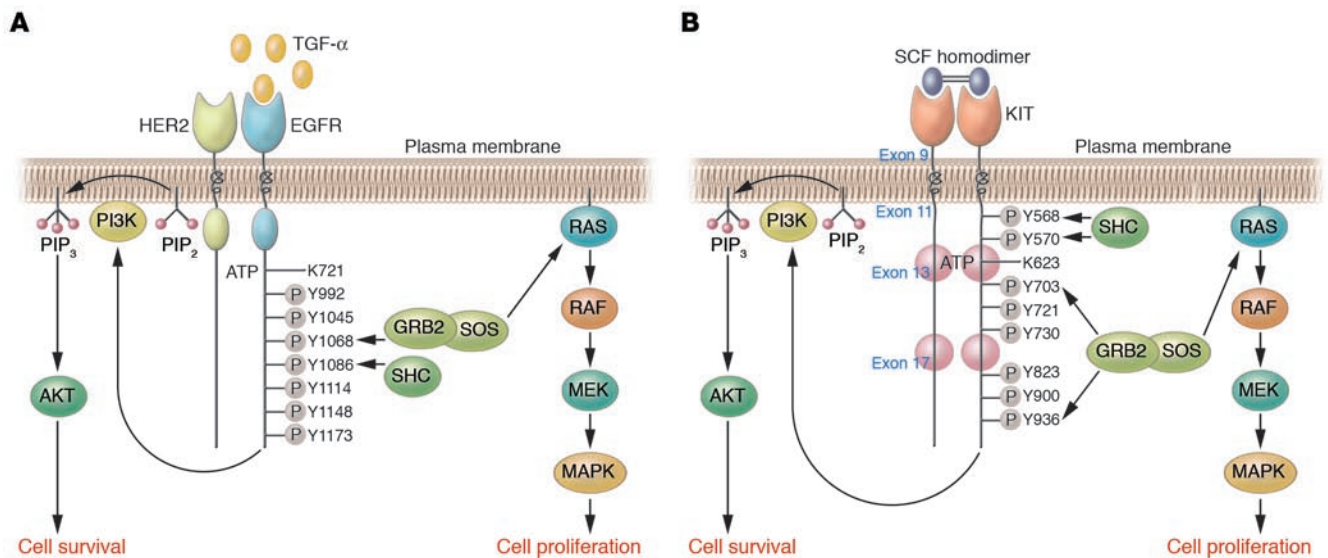 A
TGF-α
HER2
EGFR
Plasma membrane
PIP3
PI3K
PIP2
RAS
ATP
K721
P Y992
P Y1045
P Y1068
P Y1086
P Y1114
P Y1148
P Y1173
GRB2
SOS
SHC
RAF
MEK
MAPK
AKT
Cell survival
Cell proliferation
B
SCF homodimer
KIT
Exon 9
Plasma membrane
Exon 11
PIP3
PI3K
PIP2
P Y568
P Y570
SHC
RAS
ATP
K623
Exon 13
P Y703
P Y721
P Y730
RAF
GRB2
SOS
Exon 17
P Y823
P Y900
P Y936
AKT
MEK
MAPK
Cell survival
Cell proliferation